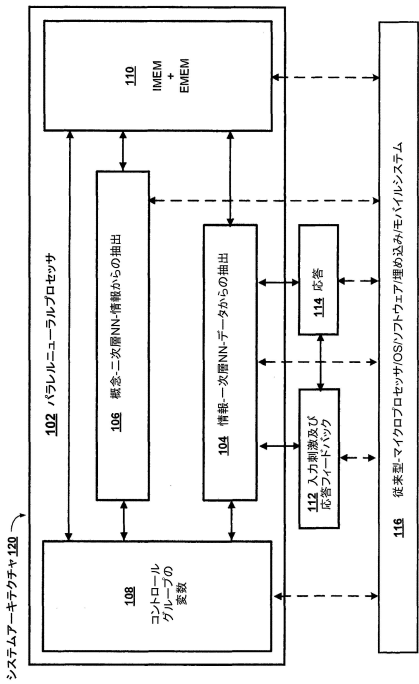 システムアーキテクチャ 120
102 パラレルニューラルプロセッサ
108
コントロール
グループの
変数
106 概念-二次層NN-情報からの抽出
104 情報-一次層NN-データからの抽出
110
IMEM
+
EMEM
112 入力刺激及び
応答フィードバック
114 応答
116 従来型-マイクロプロセッサ/OS/ソフトウェア/埋め込み/モバイルシステム